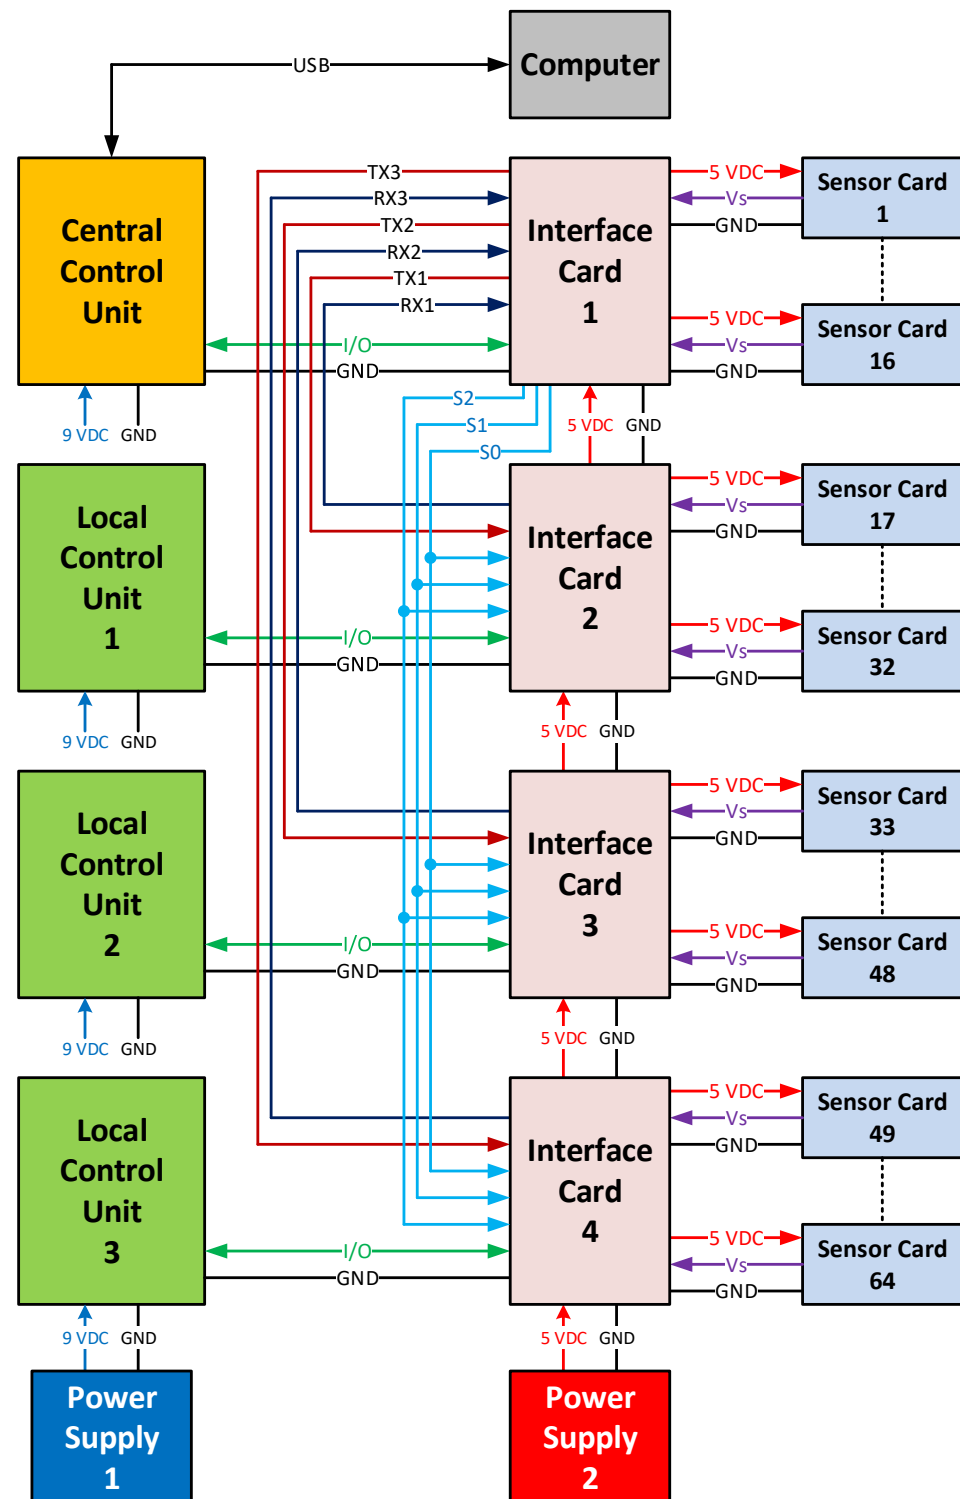 Computer
USB
Central
Control
Unit
TX3
RX3
TX2
RX2
TX1
RX1
I/O
GND
Interface
Card
1
5 VDC
Vs
GND
Sensor Card
1
5 VDC
Vs
GND
Sensor Card
16
9 VDC
GND
S2
S1
S0
5 VDC
GND
Local
Control
Unit
1
I/O
GND
Interface
Card
2
5 VDC
Vs
GND
Sensor Card
17
5 VDC
Vs
GND
Sensor Card
32
9 VDC
GND
5 VDC
GND
Local
Control
Unit
2
I/O
GND
Interface
Card
3
5 VDC
Vs
GND
Sensor Card
33
5 VDC
Vs
GND
Sensor Card
48
9 VDC
GND
5 VDC
GND
Local
Control
Unit
3
I/O
GND
Interface
Card
4
5 VDC
Vs
GND
Sensor Card
49
5 VDC
Vs
GND
Sensor Card
64
9 VDC
GND
5 VDC
GND
Power
Supply
1
Power
Supply
2